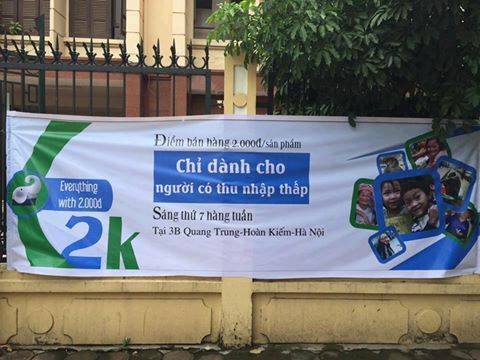 Điểm bán hàng 2.000đ/sản phẩm
Chỉ dành cho
người có thu nhập thấp
Everything
with 2.000đ
2k
Sáng thứ 7 hàng tuần
Tại 3B Quang Trung-Hoàn Kiếm-Hà Nội